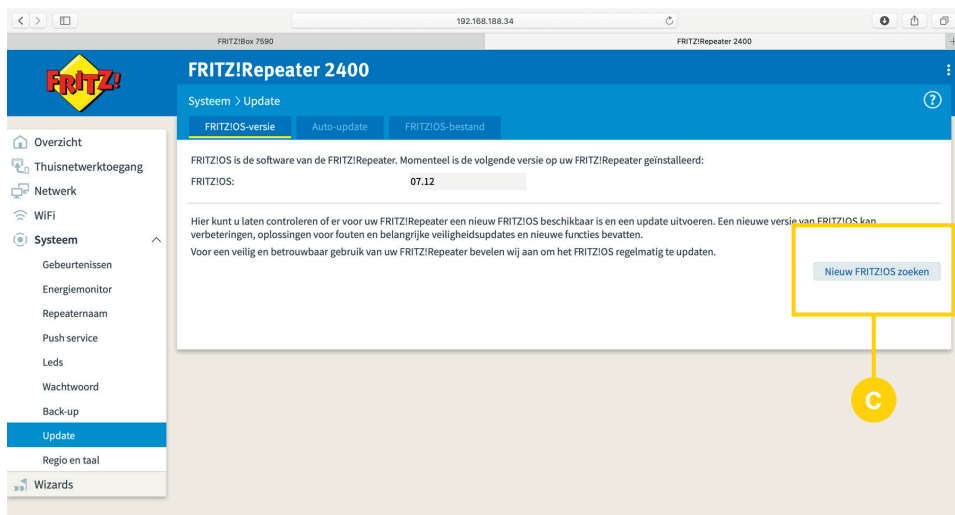 192.168.188.34
FRITZ!Box 7590
FRITZ!Repeater 2400
FRITZ!
FRITZ!Repeater 2400
Systeem > Update
FRITZ!OS-versie Auto-update FRITZ!OS-bestand
Overzicht
Thuisnetwerktoegang
Netwerk
WiFi
Systeem
Gebeurtenissen
Energiemonitor
Repeaternaam
Push service
Leds
Wachtwoord
Back-up
Update
Regio en taal
Wizards
FRITZ!OS is de software van de FRITZ!Repeater. Momenteel is de volgende versie op uw FRITZ!Repeater geïnstalleerd:
FRITZ!OS: 07.12
Hier kunt u laten controleren of er voor uw FRITZ!Repeater een nieuw FRITZ!OS beschikbaar is en een update uitvoeren. Een nieuwe versie van FRITZ!OS kan
verbeteringen, oplossingen voor fouten en belangrijke veiligheidsupdates en nieuwe functies bevatten.
Voor een veilig en betrouwbaar gebruik van uw FRITZ!Repeater bevelen wij aan om het FRITZ!OS regelmatig te updaten.
Nieuw FRITZ!OS zoeken
C